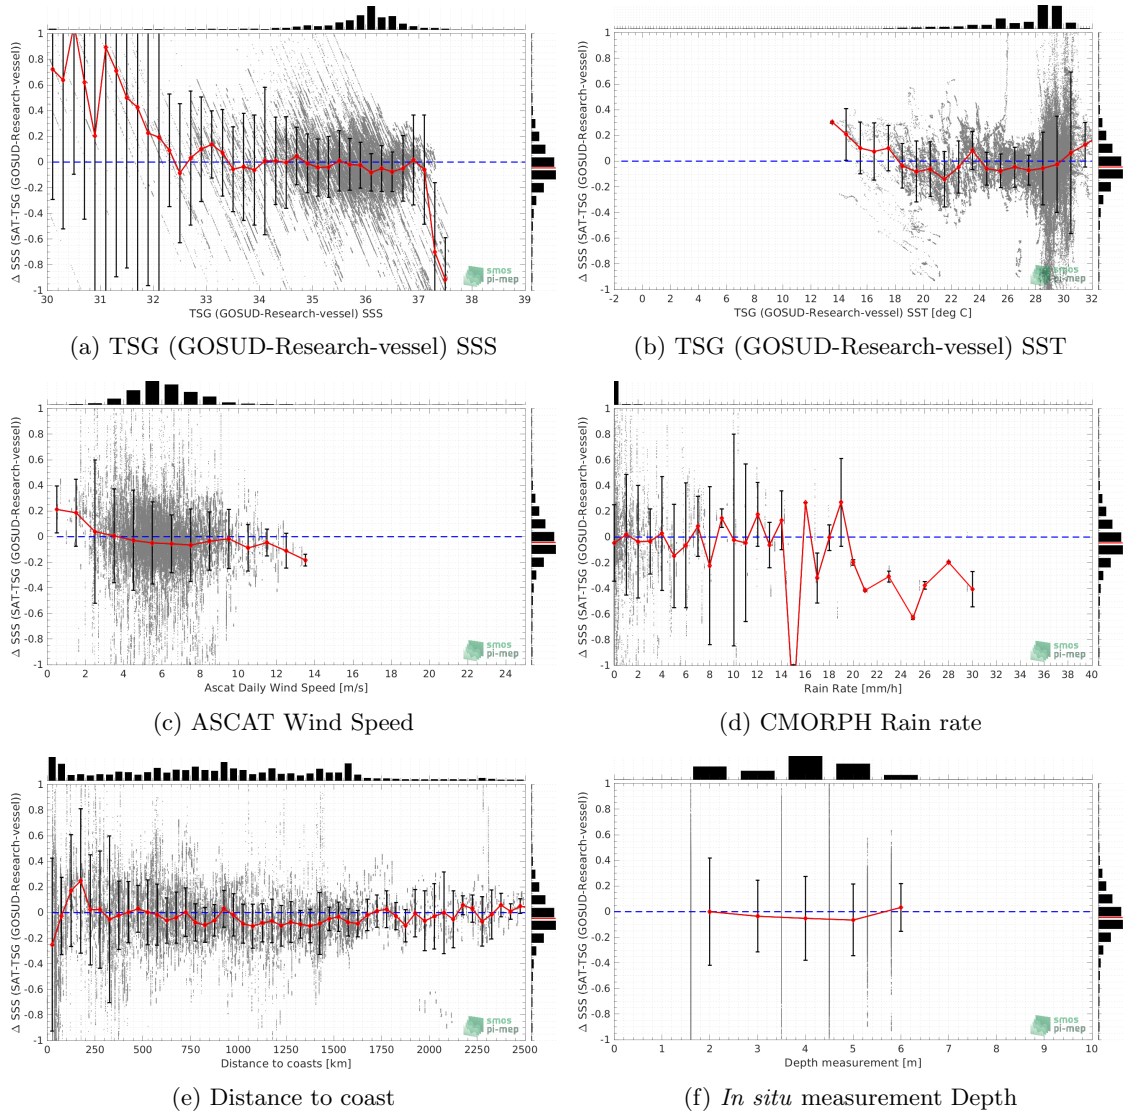 1
0.8
0.6
0.4
0.2
0
-0.2
-0.4
-0.6
-0.8
-1
Δ SSS (SAT-TSG (GOSUD-Research-vessel))
30 31 32 33 34 35 36 37 38 39
TSG (GOSUD-Research-vessel) SSS
smos
pi-mep
(a) TSG (GOSUD-Research-vessel) SSS
1
0.8
0.6
0.4
0.2
0
-0.2
-0.4
-0.6
-0.8
-1
Δ SSS (SAT-TSG (GOSUD-Research-vessel))
-2 0 2 4 6 8 10 12 14 16 18 20 22 24 26 28 30 32
TSG (GOSUD-Research-vessel) SST [deg C]
smos
pi-mep
(b) TSG (GOSUD-Research-vessel) SST
1
0.8
0.6
0.4
0.2
0
-0.2
-0.4
-0.6
-0.8
-1
Δ SSS (SAT-TSG (GOSUD-Research-vessel))
0 2 4 6 8 10 12 14 16 18 20 22 24
Ascat Daily Wind Speed [m/s]
smos
pi-mep
(c) ASCAT Wind Speed
1
0.8
0.6
0.4
0.2
0
-0.2
-0.4
-0.6
-0.8
-1
Δ SSS (SAT-TSG (GOSUD-Research-vessel))
0 2 4 6 8 10 12 14 16 18 20 22 24 26 28 30 32 34 36 38 40
Rain Rate [mm/h]
smos
pi-mep
(d) CMORPH Rain rate
1
0.8
0.6
0.4
0.2
0
-0.2
-0.4
-0.6
-0.8
-1
Δ SSS (SAT-TSG (GOSUD-Research-vessel))
0 250 500 750 1000 1250 1500 1750 2000 2250 2500
Distance to coasts [km]
smos
pi-mep
(e) Distance to coast
1
0.8
0.6
0.4
0.2
0
-0.2
-0.4
-0.6
-0.8
-1
Δ SSS (SAT-TSG (GOSUD-Research-vessel))
0 1 2 3 4 5 6 7 8 9 10
Depth measurement [m]
smos
pi-mep
(f) In situ measurement Depth